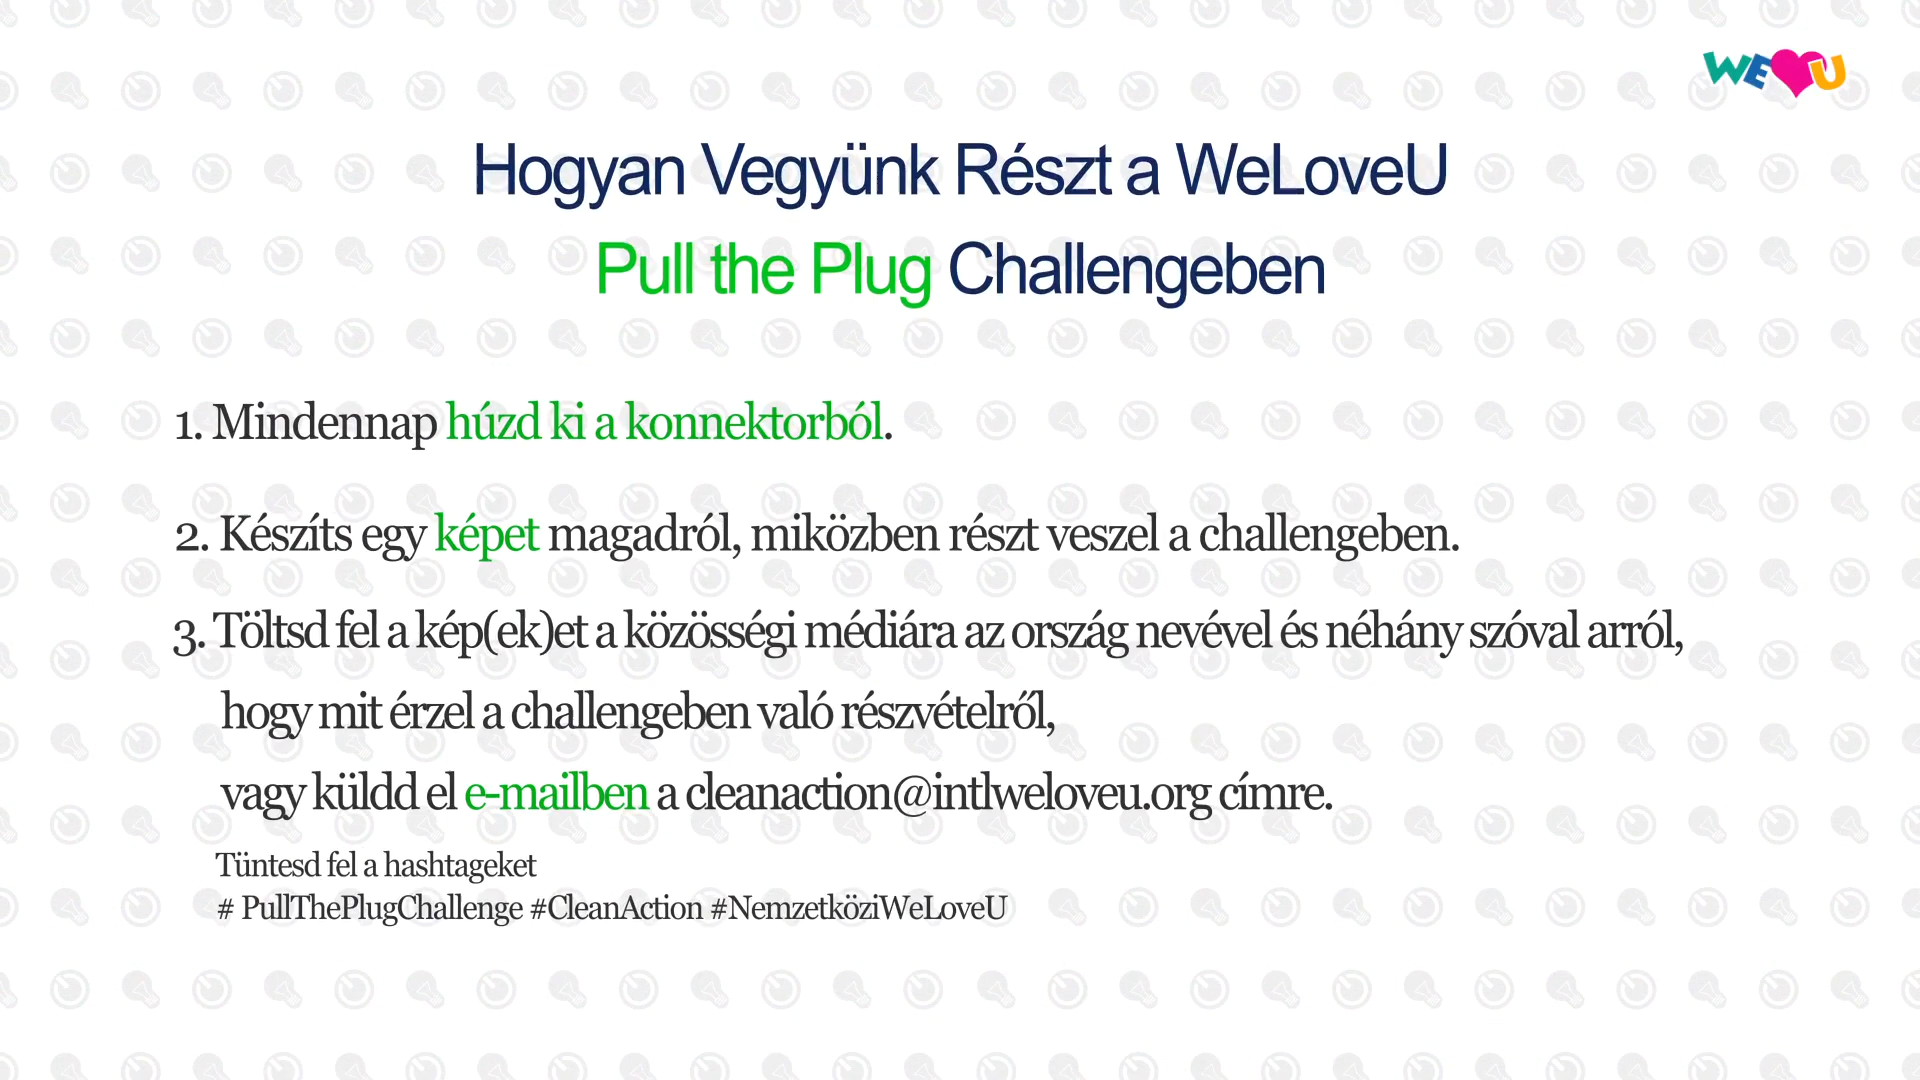 WE U
Hogyan Vegyünk Részt a WeLoveU
Pull the Plug Challengeben
1. Mindennap húzd ki a konnektorból.
2. Készíts egy képet magadról, miközben részt veszel a challengeben.
3. Töltsd fel a kép(ek)et a közösségi médiára az ország nevével és néhány szóval arról,
hogy mit érzel a challengeben való részvételről,
vagy küldd el e-mailben a cleanaction@intlweloveu.org címre.
Tüntesd fel a hashtageket
# PullThePlugChallenge #CleanAction #NemzetköziWeLoveU